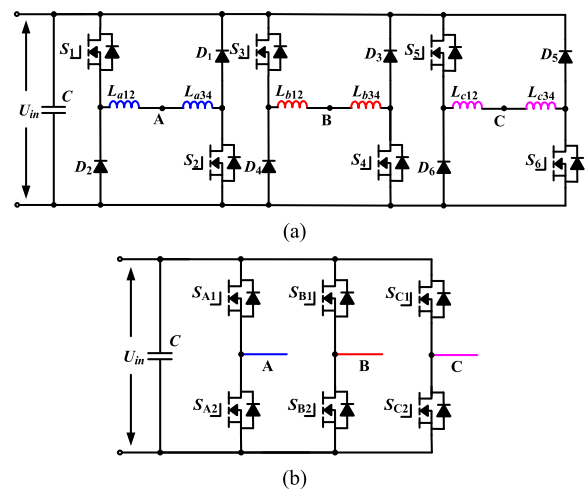 S1 D1 S3 D3 S5 D5
C La12 La34 Lb12 Lb34 Lc12 Lc34
Uin A B C
D2 S2 D4 S4 D6 S6
(a)
SA1 SB1 SC1
C
Uin A B C
SA2 SB2 SC2
(b)